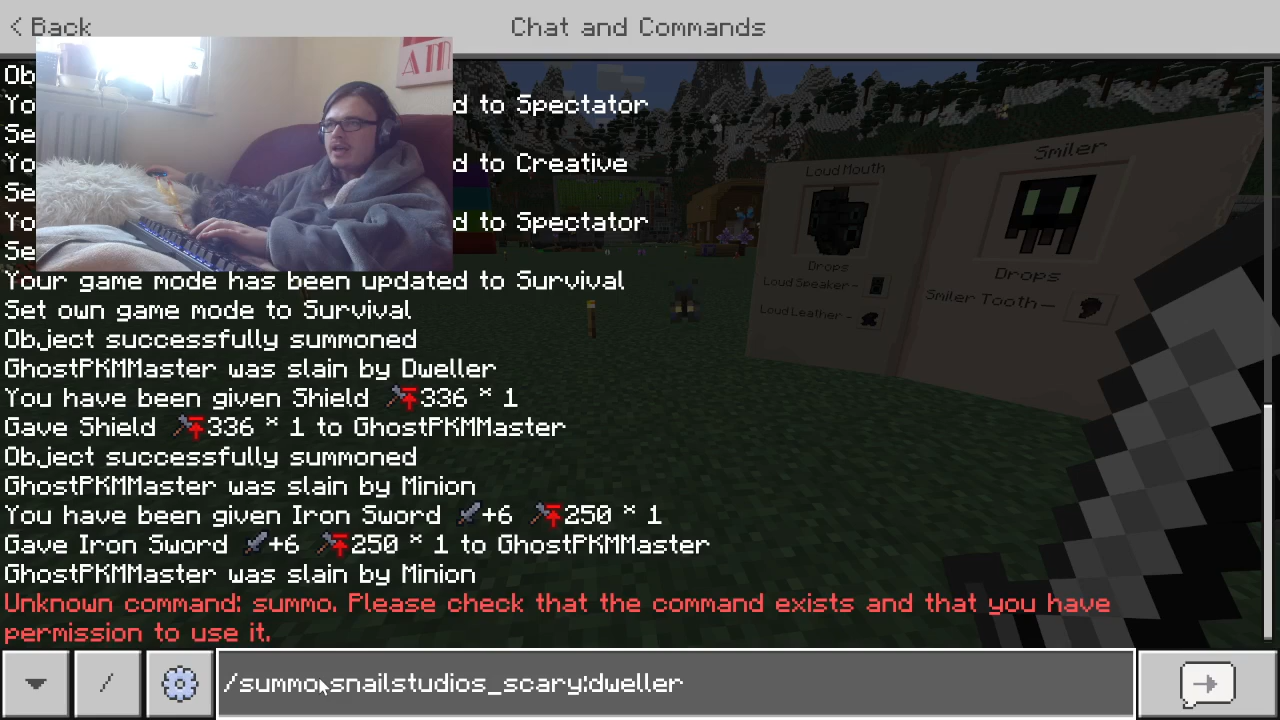 < Back
Chat and Commands
AM
Ob
Yo d to Spectator
Se
Yo d to Creative
Se
Yo d to Spectator
Se
Your game mode has been updated to Survival
Set own game mode to Survival
Object successfully summoned
GhostPKMMaster was slain by Dweller
You have been given Shield 336 * 1
Gave Shield 336 * 1 to GhostPKMMaster
Object successfully summoned
GhostPKMMaster was slain by Minion
You have been given Iron Sword +6 250 * 1
Gave Iron Sword +6 250 * 1 to GhostPKMMaster
GhostPKMMaster was slain by Minion
Unknown command: summo. Please check that the command exists and that you have
permission to use it.
/ /summo snailstudios_scary:dweller
Loud Mouth
Drops
Loud Speaker -
Loud Leather -
Smiler
Drops
Smiler Tooth -